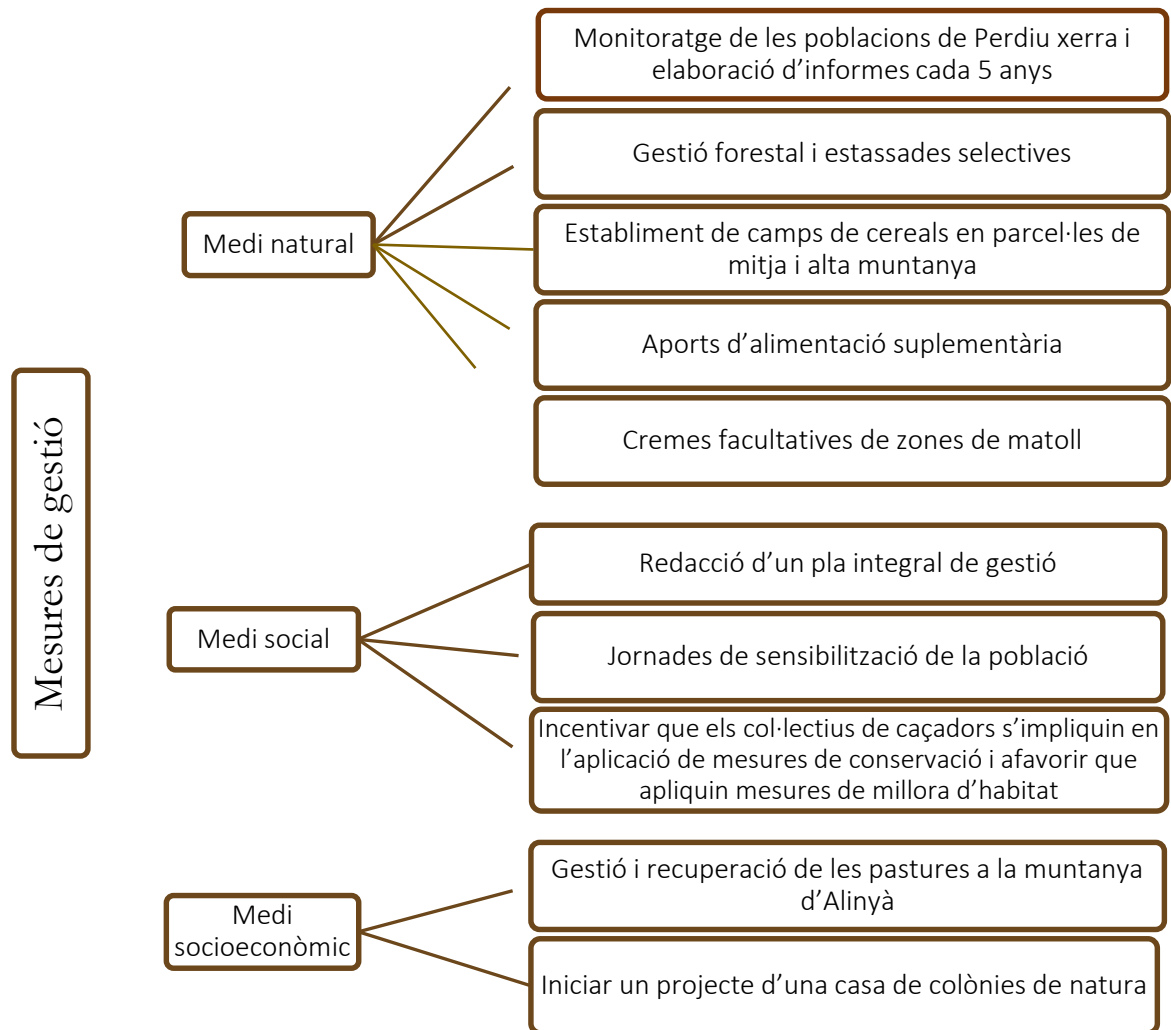 Mesures de gestió
Medi natural
Monitoratge de les poblacions de Perdiu xerra i
elaboració d'informes cada 5 anys
Gestió forestal i estassades selectives
Establiment de camps de cereals en parcel·les de
mitja i alta muntanya
Aports d'alimentació suplementària
Cremes facultatives de zones de matoll
Medi social
Redacció d'un pla integral de gestió
Jornades de sensibilització de la població
Incentivar que els col·lectius de caçadors s'impliquin en
l'aplicació de mesures de conservació i afavorir que
apliquin mesures de millora d'habitat
Medi
socioeconòmic
Gestió i recuperació de les pastures a la muntanya
d'Alinyà
Iniciar un projecte d'una casa de colònies de natura